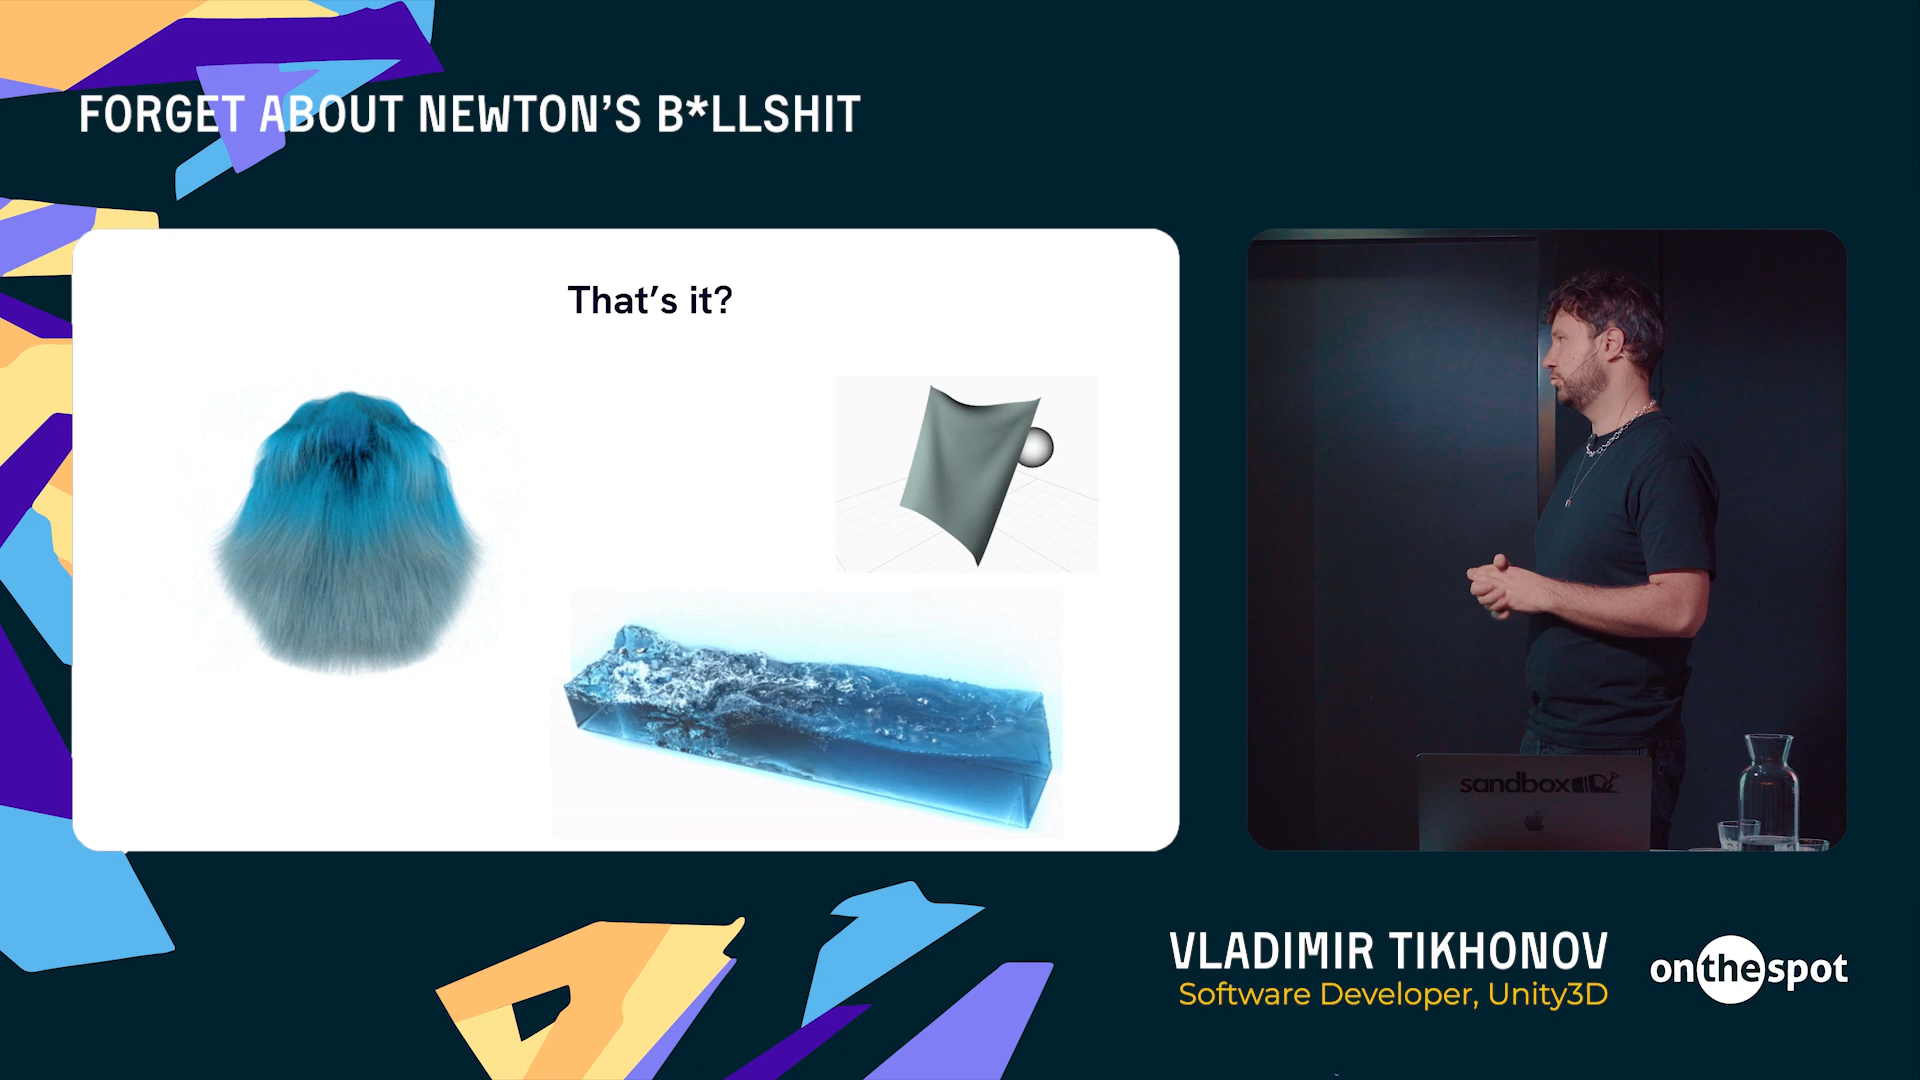 FORGET ABOUT NEWTON'S B*LLSHIT
That's it?
sandbox
VLADIMIR TIKHONOV
Software Developer, Unity3D
onthespot